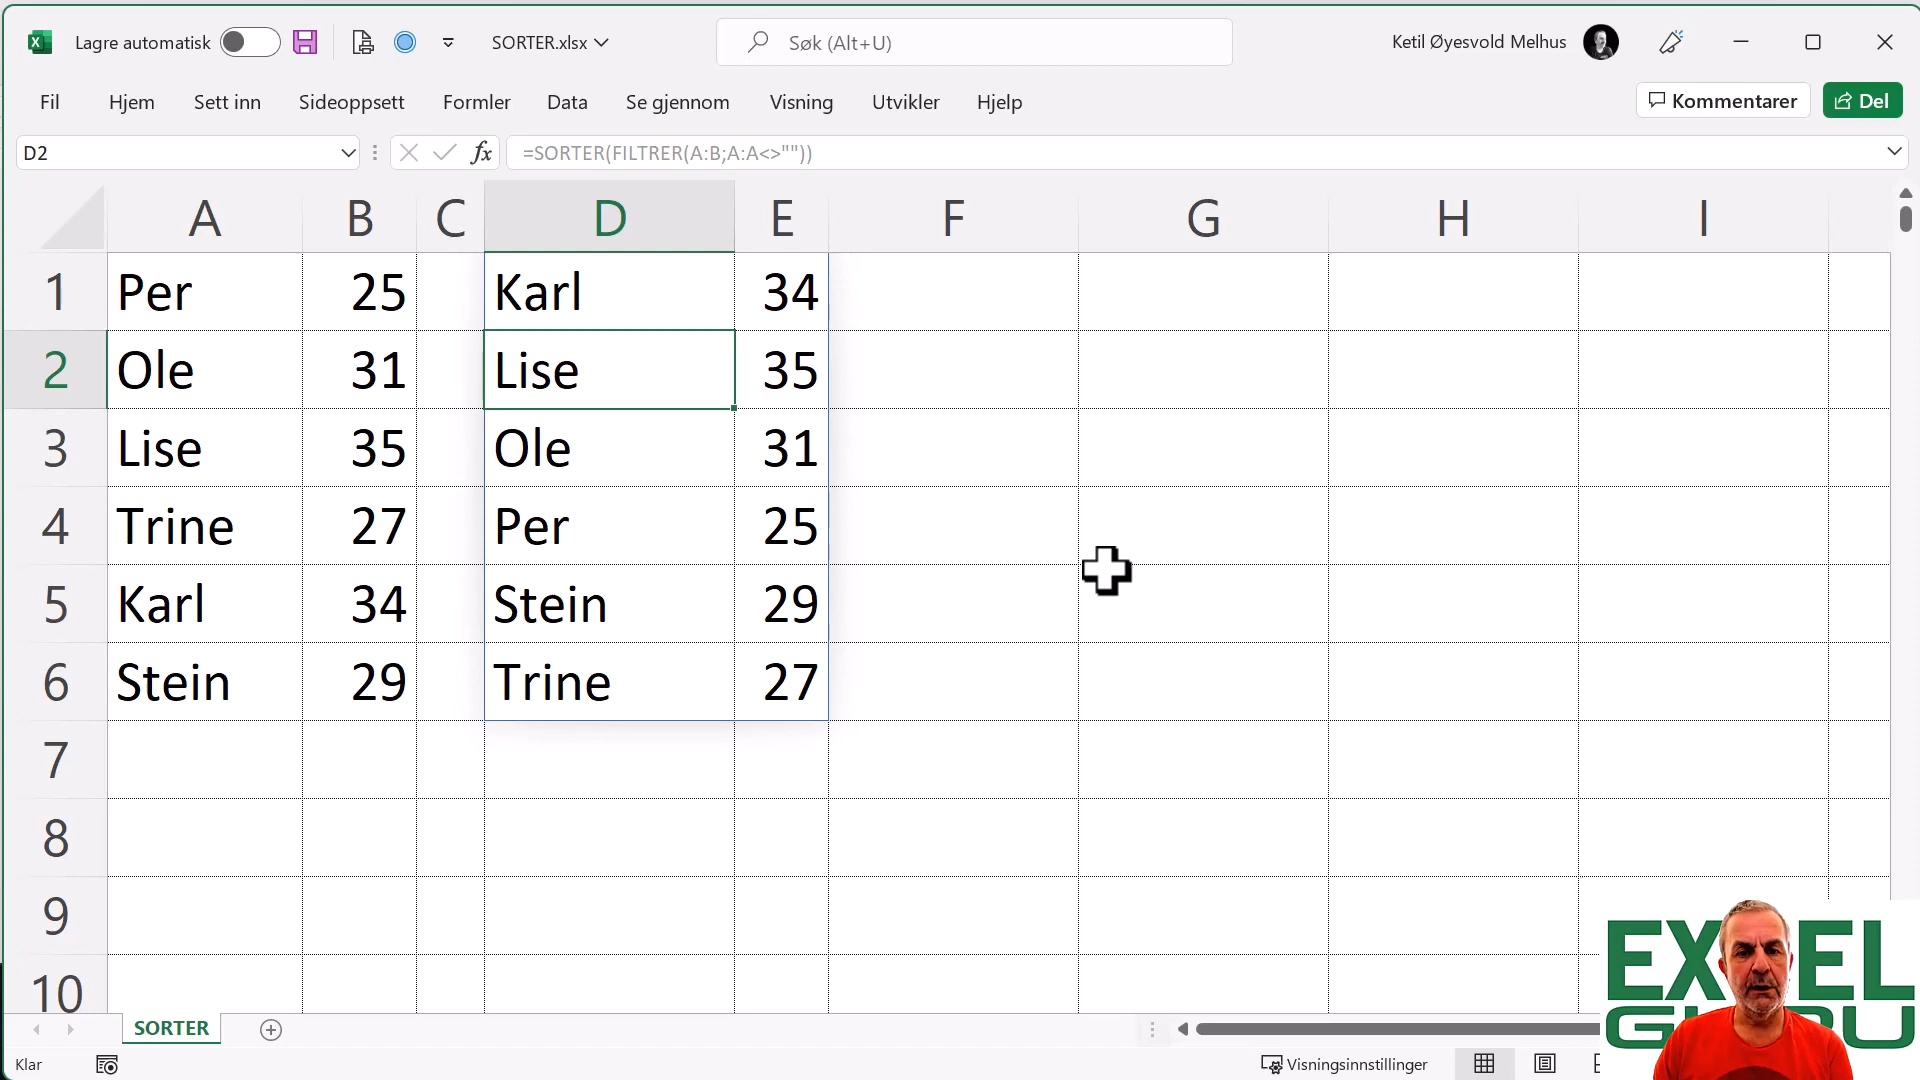 Lagre automatisk SORTER.xlsx Søk (Alt+U) Ketil Øyesvold Melhus
Fil Hjem Sett inn Sideoppsett Formler Data Se gjennom Visning Utvikler Hjelp Kommentarer Del
D2 fx =SORTER(FILTRER(A:B;A:A<>""))
A B C D E F G H I
1 Per 25 Karl 34
2 Ole 31 Lise 35
3 Lise 35 Ole 31
4 Trine 27 Per 25
5 Karl 34 Stein 29
6 Stein 29 Trine 27
7
8
9
10
SORTER
Klar Visningsinnstillinger